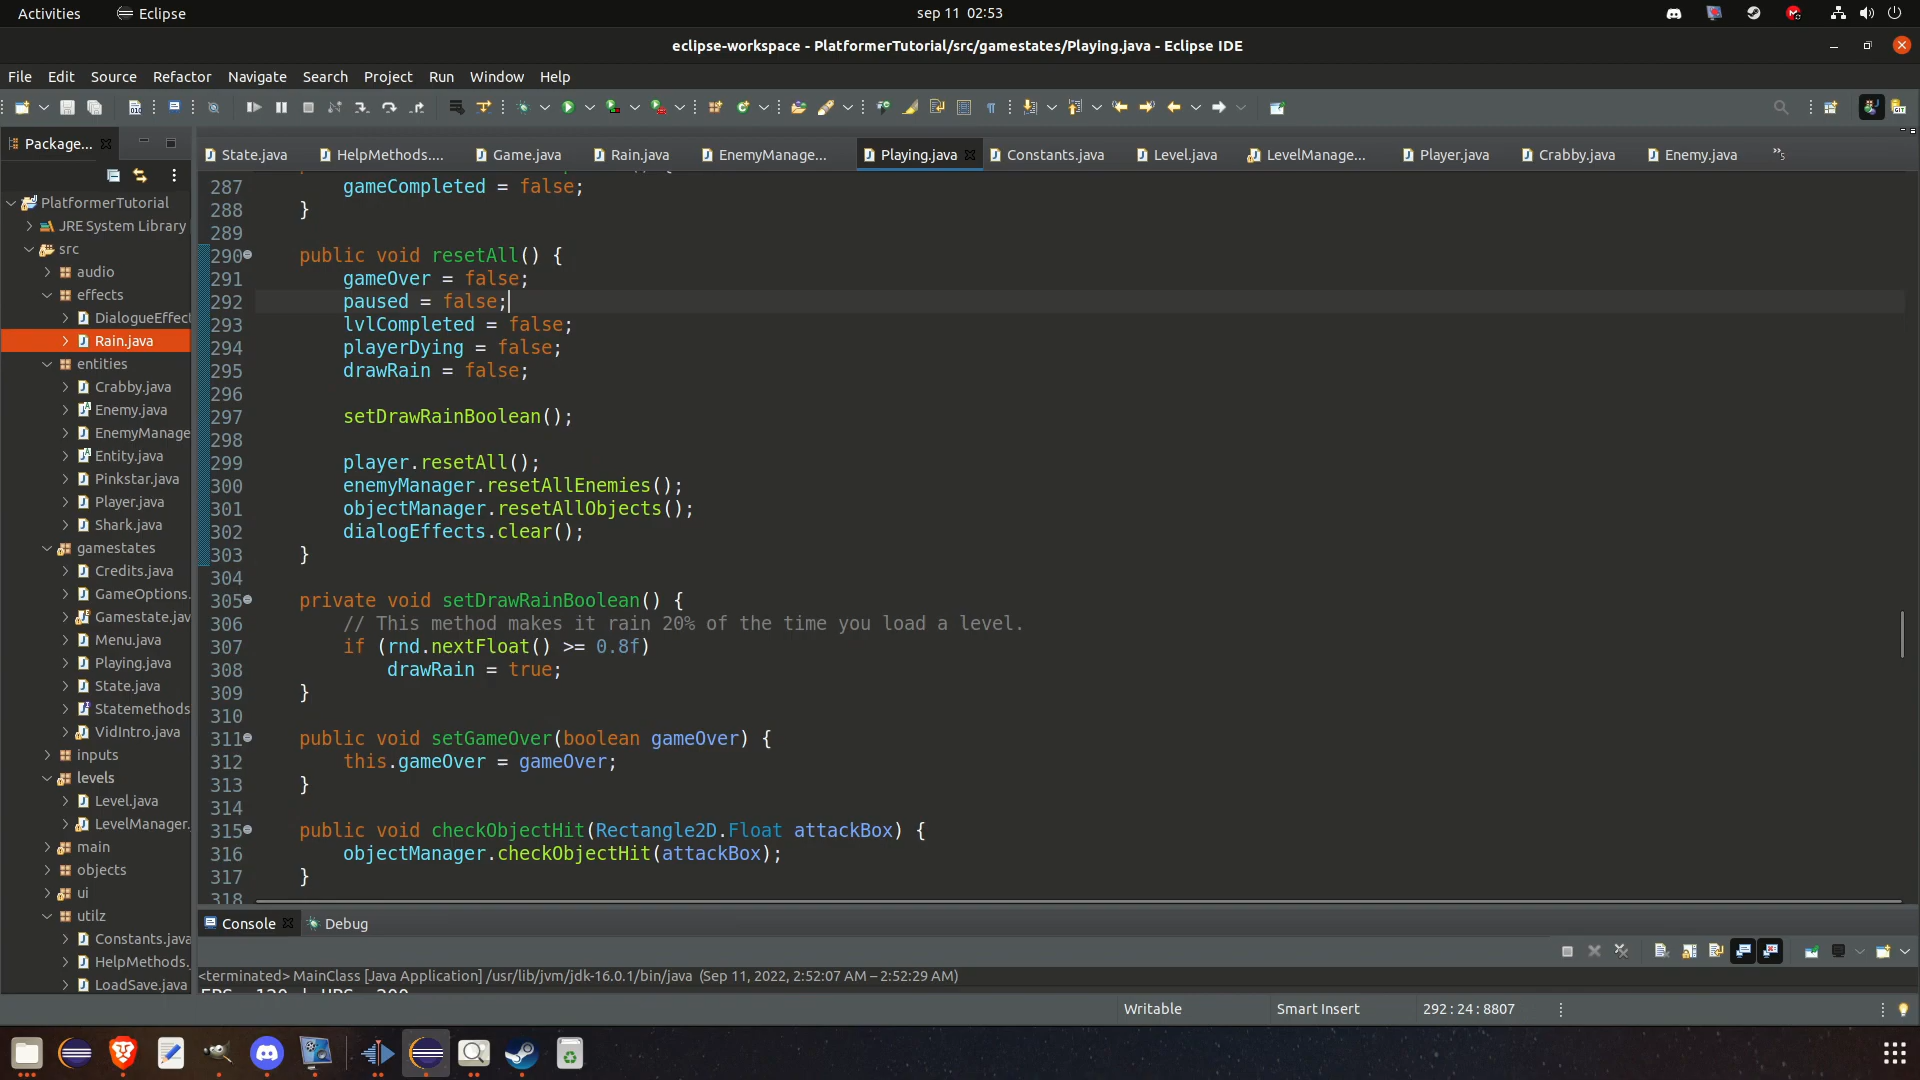 Activities
Eclipse
sep 11 02:53
eclipse-workspace - PlatformerTutorial/src/gamestates/Playing.java - Eclipse IDE
File Edit Source Refactor Navigate Search Project Run Window Help
Package...
State.java
HelpMethods....
Game.java
Rain.java
EnemyManage...
Playing.java
Constants.java
Level.java
LevelManage...
Player.java
Crabby.java
Enemy.java
»5
PlatformerTutorial
JRE System Library
src
audio
effects
DialogueEffect
Rain.java
entities
Crabby.java
Enemy.java
EnemyManage
Entity.java
Pinkstar.java
Player.java
Shark.java
gamestates
Credits.java
GameOptions.
Gamestate.jav
Menu.java
Playing.java
State.java
Statemethods
VidIntro.java
inputs
levels
Level.java
LevelManager.
main
objects
ui
utilz
Constants.java
HelpMethods.
LoadSave.java
287 gameCompleted = false;
288 }
289
290 public void resetAll() {
291 gameOver = false;
292 paused = false;
293 lvlCompleted = false;
294 playerDying = false;
295 drawRain = false;
296
297 setDrawRainBoolean();
298
299 player.resetAll();
300 enemyManager.resetAllEnemies();
301 objectManager.resetAllObjects();
302 dialogEffects.clear();
303 }
304
305 private void setDrawRainBoolean() {
306 // This method makes it rain 20% of the time you load a level.
307 if (rnd.nextFloat() >= 0.8f)
308 drawRain = true;
309 }
310
311 public void setGameOver(boolean gameOver) {
312 this.gameOver = gameOver;
313 }
314
315 public void checkObjectHit(Rectangle2D.Float attackBox) {
316 objectManager.checkObjectHit(attackBox);
317 }
318
Console
Debug
<terminated> MainClass [Java Application] /usr/lib/jvm/jdk-16.0.1/bin/java (Sep 11, 2022, 2:52:07 AM – 2:52:29 AM)
FPS: 120 | UPS: 200
Writable
Smart Insert
292 : 24 : 8807